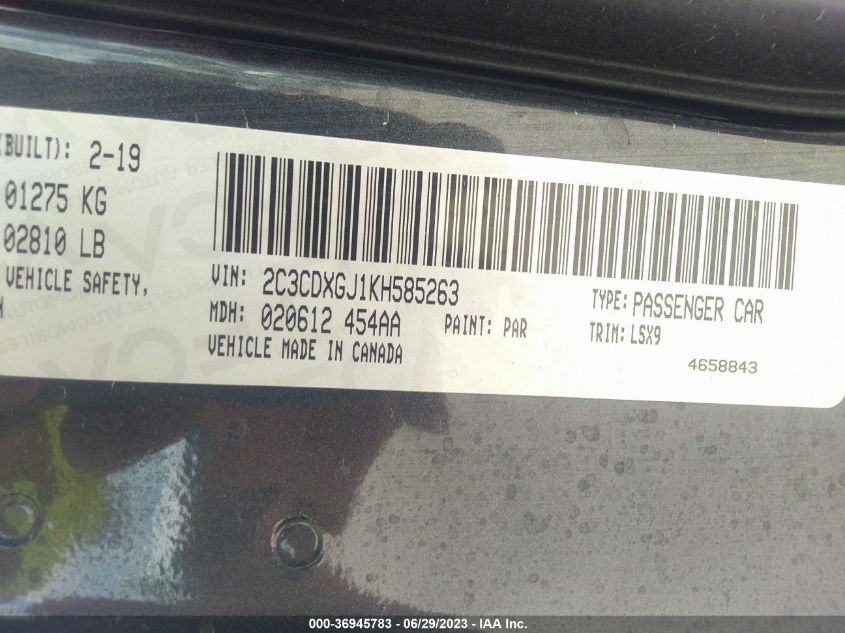 (BUILT): 2-19
01275 KG
02810 LB
VEHICLE SAFETY,
VIN: 2C3CDXGJ1KH585263
TYPE: PASSENGER CAR
MDH: 020612 454AA
PAINT: PAR
TRIM: LSX9
VEHICLE MADE IN CANADA
4658843
000-36945783 - 06/29/2023 - IAA Inc.